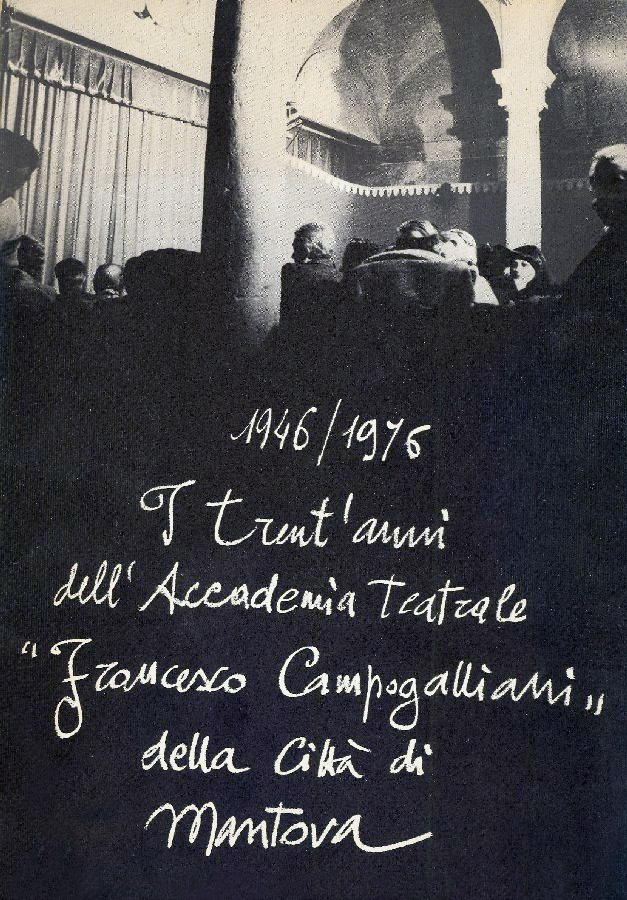 1946/1976
I trent'anni
dell'Accademia Teatrale
"Francesco Campogalliani"
della Città di
Mantova